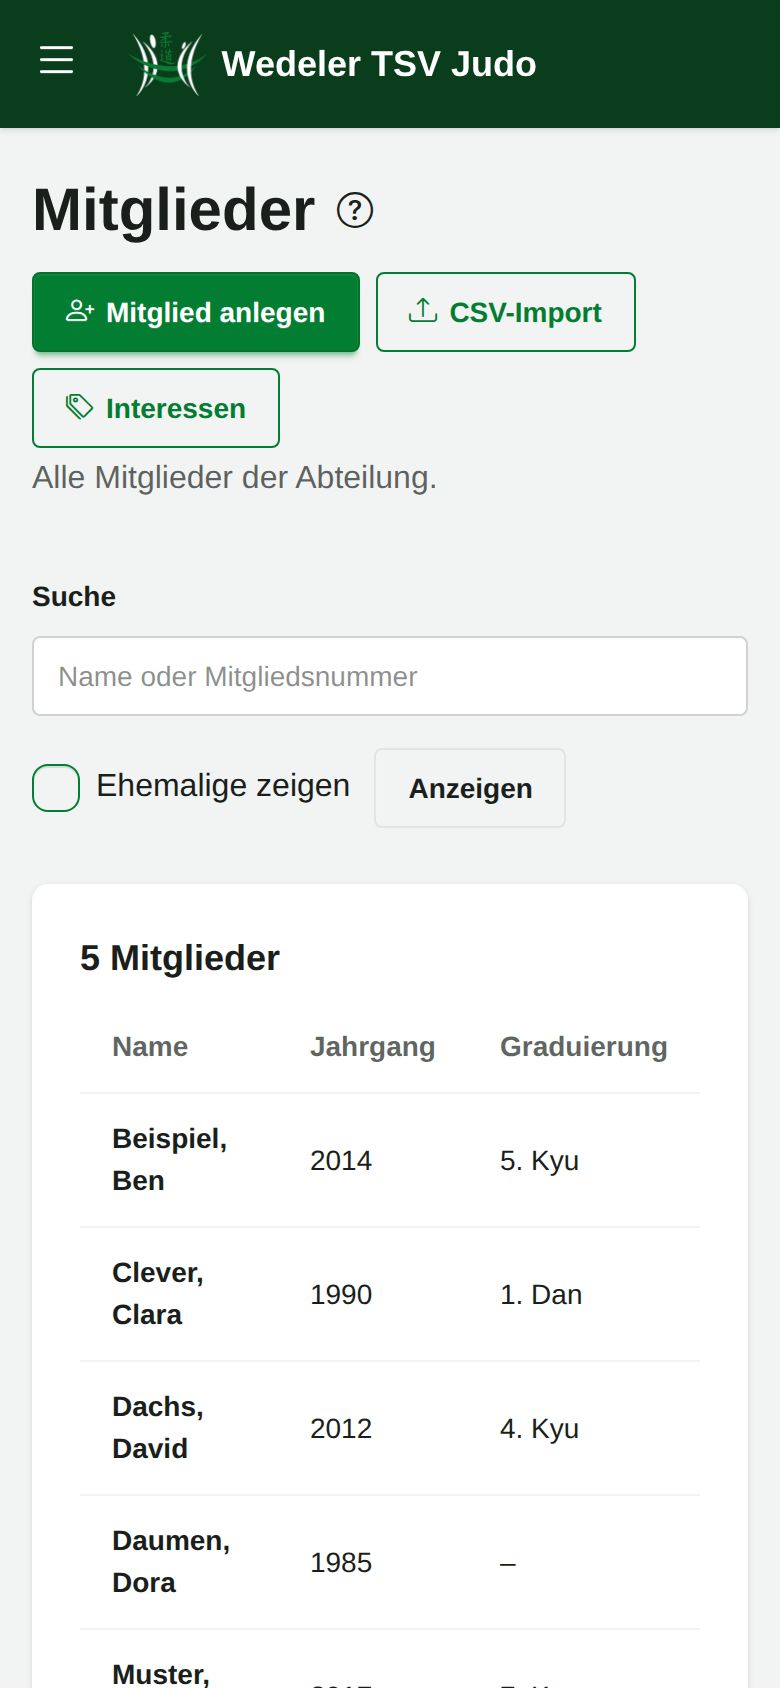 柔道
Wedeler TSV Judo
Mitglieder ?
Mitglied anlegen CSV-Import
Interessen
Alle Mitglieder der Abteilung.
Suche
Name oder Mitgliedsnummer
Ehemalige zeigen Anzeigen
5 Mitglieder
Name Jahrgang Graduierung
Beispiel,
Ben 2014 5. Kyu
Clever,
Clara 1990 1. Dan
Dachs,
David 2012 4. Kyu
Daumen,
Dora 1985 –
Muster,